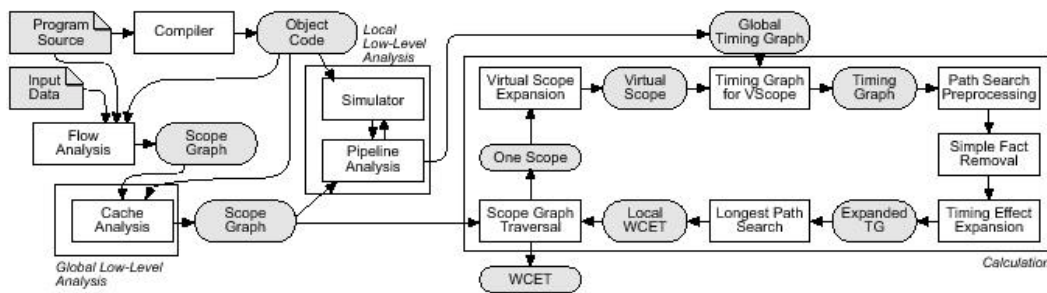 Program
Source
Compiler
Object
Code
Local
Low-Level
Analysis
Global
Timing Graph
Input
Data
Simulator
Virtual Scope
Expansion
Virtual
Scope
Timing Graph
for VScope
Timing
Graph
Path Search
Preprocessing
Flow
Analysis
Scope
Graph
Pipeline
Analysis
One Scope
Simple Fact
Removal
Cache
Analysis
Scope
Graph
Scope Graph
Traversal
Local
WCET
Longest Path
Search
Expanded
TG
Timing Effect
Expansion
Global Low-Level
Analysis
WCET
Calculation